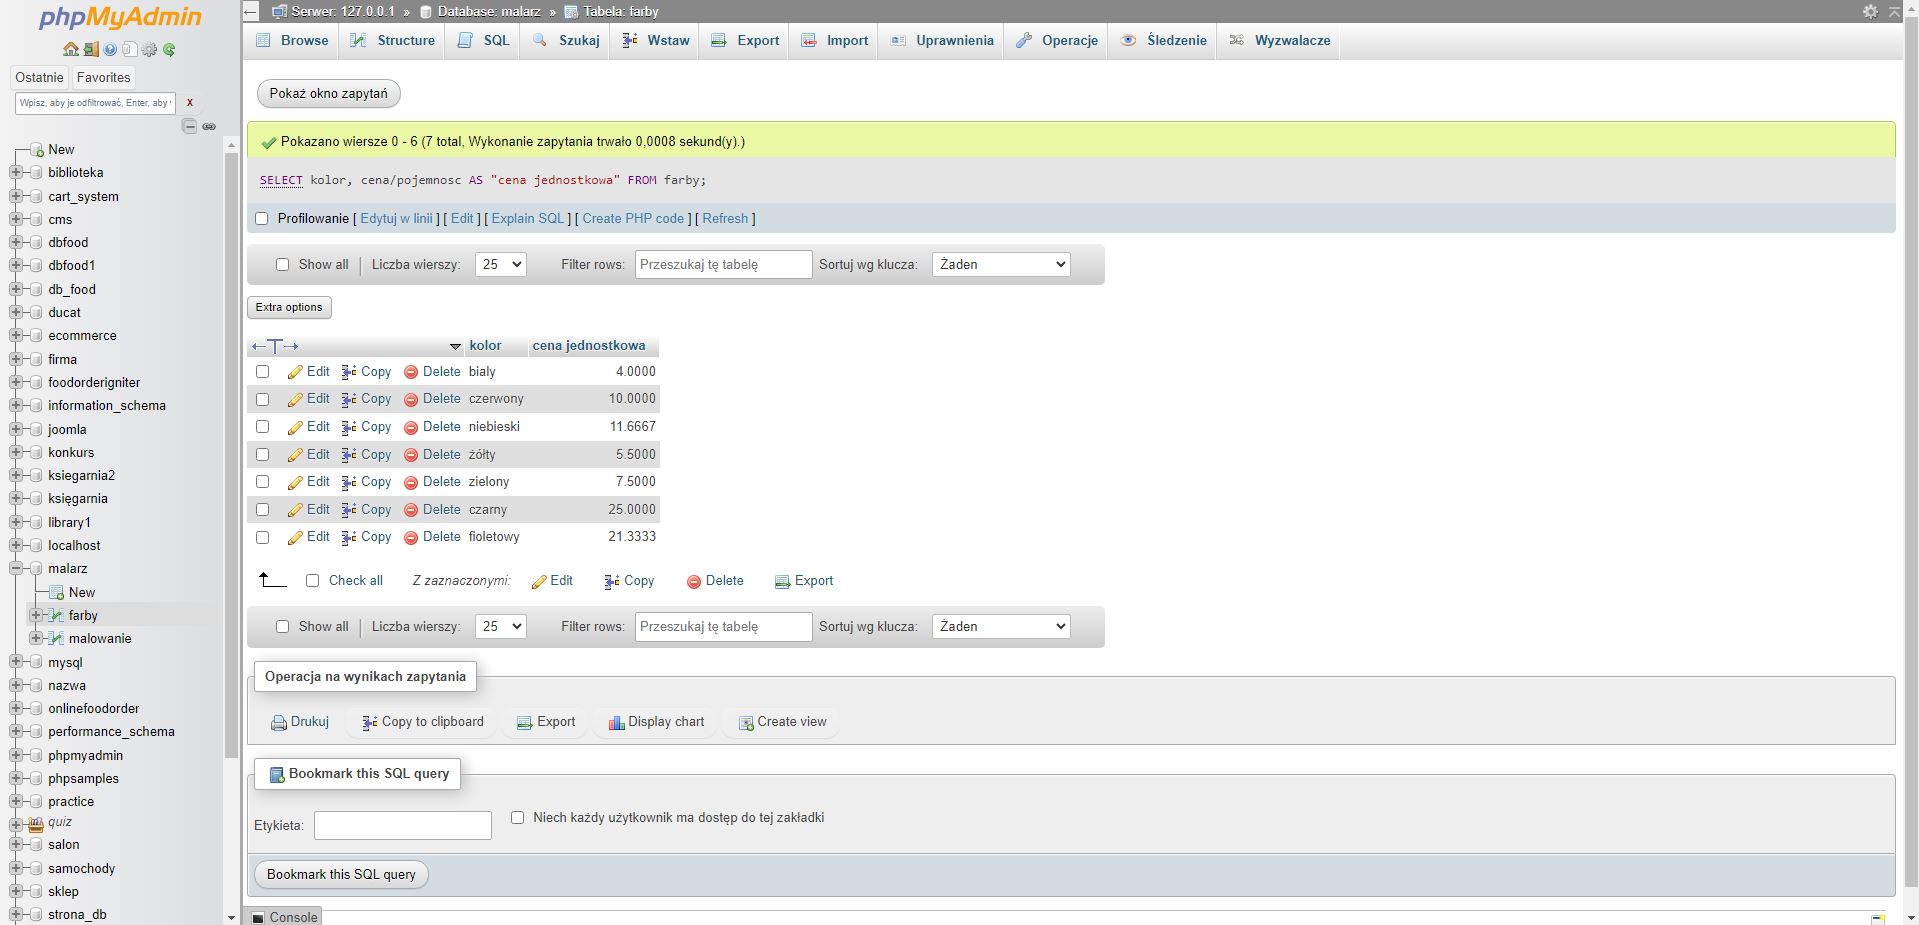 phpMyAdmin
Ostatnie Favorites
Wpisz, aby je odfiltrować, Enter, aby X
New
biblioteka
cart_system
cms
dbfood
dbfood1
db_food
ducat
ecommerce
firma
foodorderigniter
information_schema
joomla
konkurs
ksiegarnia2
księgarnia
library1
localhost
malarz
New
farby
malowanie
mysql
nazwa
onlinefoodorder
performance_schema
phpmyadmin
phpsamples
practice
quiz
salon
samochody
sklep
strona_db
Serwer: 127.0.0.1 » Database: malarz » Tabela: farby
Browse Structure SQL Szukaj Wstaw Export Import Uprawnienia Operacje Śledzenie Wyzwalacze
Pokaż okno zapytań
Pokazano wiersze 0 - 6 (7 total, Wykonanie zapytania trwało 0,0008 sekund(y).)
SELECT kolor, cena/pojemnosc AS "cena jednostkowa" FROM farby;
Profilowanie [ Edytuj w linii ] [ Edit ] [ Explain SQL ] [ Create PHP code ] [ Refresh ]
Show all | Liczba wierszy: 25 Filter rows: Przeszukaj tę tabelę Sortuj wg klucza: Żaden
Extra options
←T→ kolor cena jednostkowa
Edit Copy Delete bialy 4.0000
Edit Copy Delete czerwony 10.0000
Edit Copy Delete niebieski 11.6667
Edit Copy Delete żółty 5.5000
Edit Copy Delete zielony 7.5000
Edit Copy Delete czarny 25.0000
Edit Copy Delete fioletowy 21.3333
Check all Z zaznaczonymi: Edit Copy Delete Export
Show all | Liczba wierszy: 25 Filter rows: Przeszukaj tę tabelę Sortuj wg klucza: Żaden
Operacja na wynikach zapytania
Drukuj Copy to clipboard Export Display chart Create view
Bookmark this SQL query
Etykieta: Niech każdy użytkownik ma dostęp do tej zakładki
Bookmark this SQL query
Console